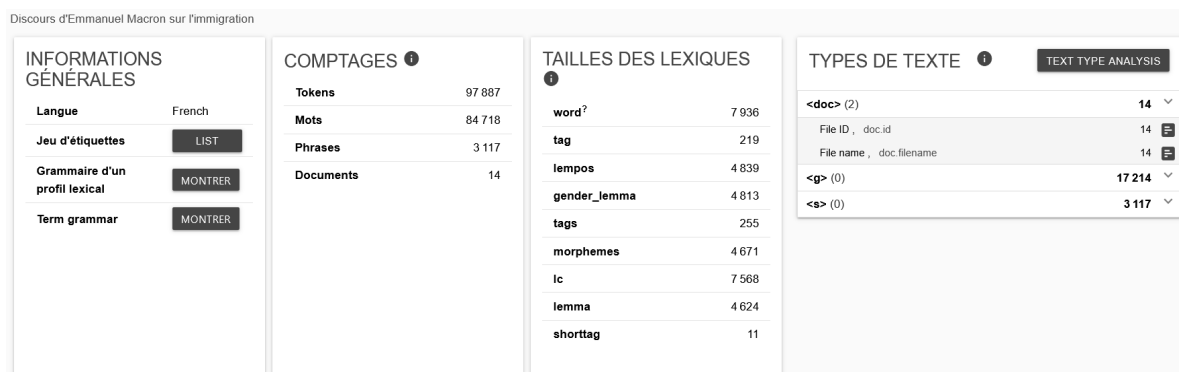 Discours d'Emmanuel Macron sur l'immigration
INFORMATIONS
GÉNÉRALES
Langue French
Jeu d'étiquettes LIST
Grammaire d'un
profil lexical MONTRER
Term grammar MONTRER
COMPTAGES i
Tokens 97 887
Mots 84 718
Phrases 3 117
Documents 14
TAILLES DES LEXIQUES
i
word? 7 936
tag 219
lempos 4 839
gender_lemma 4 813
tags 255
morphemes 4 671
lc 7 568
lemma 4 624
shorttag 11
TYPES DE TEXTE i TEXT TYPE ANALYSIS
<doc> (2) 14
File ID , doc.id 14
File name , doc.filename 14
<g> (0) 17 214
<s> (0) 3 117